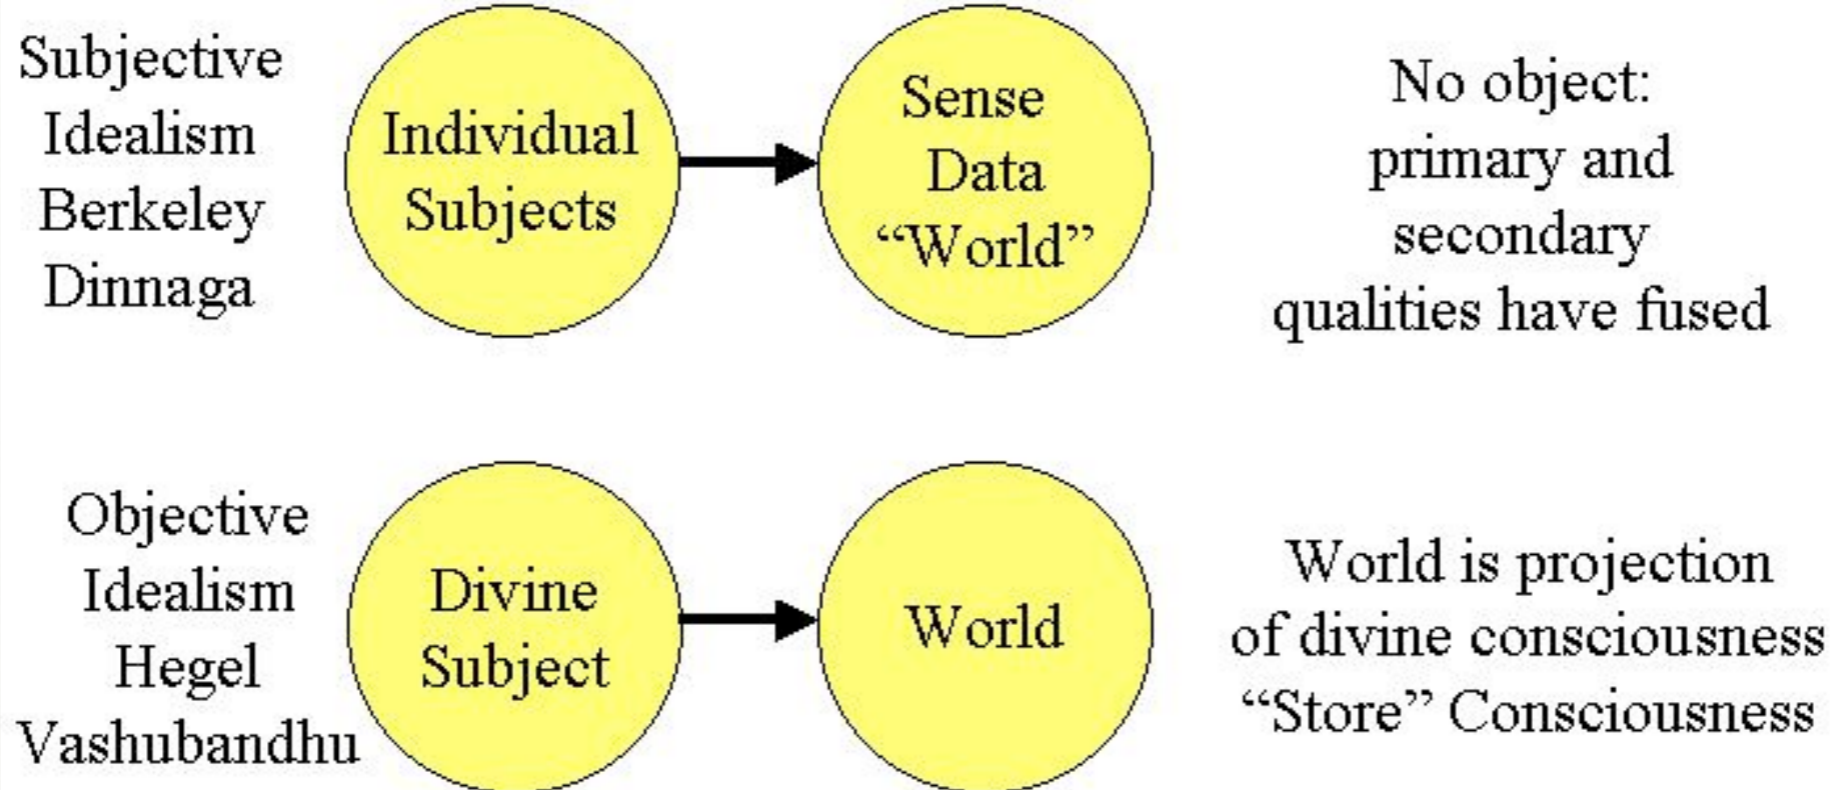 Subjective
Idealism
Berkeley
Dinnaga
Individual
Subjects
Sense
Data
“World”
No object:
primary and
secondary
qualities have fused
Objective
Idealism
Hegel
Vashubandhu
Divine
Subject
World
World is projection
of divine consciousness
“Store” Consciousness